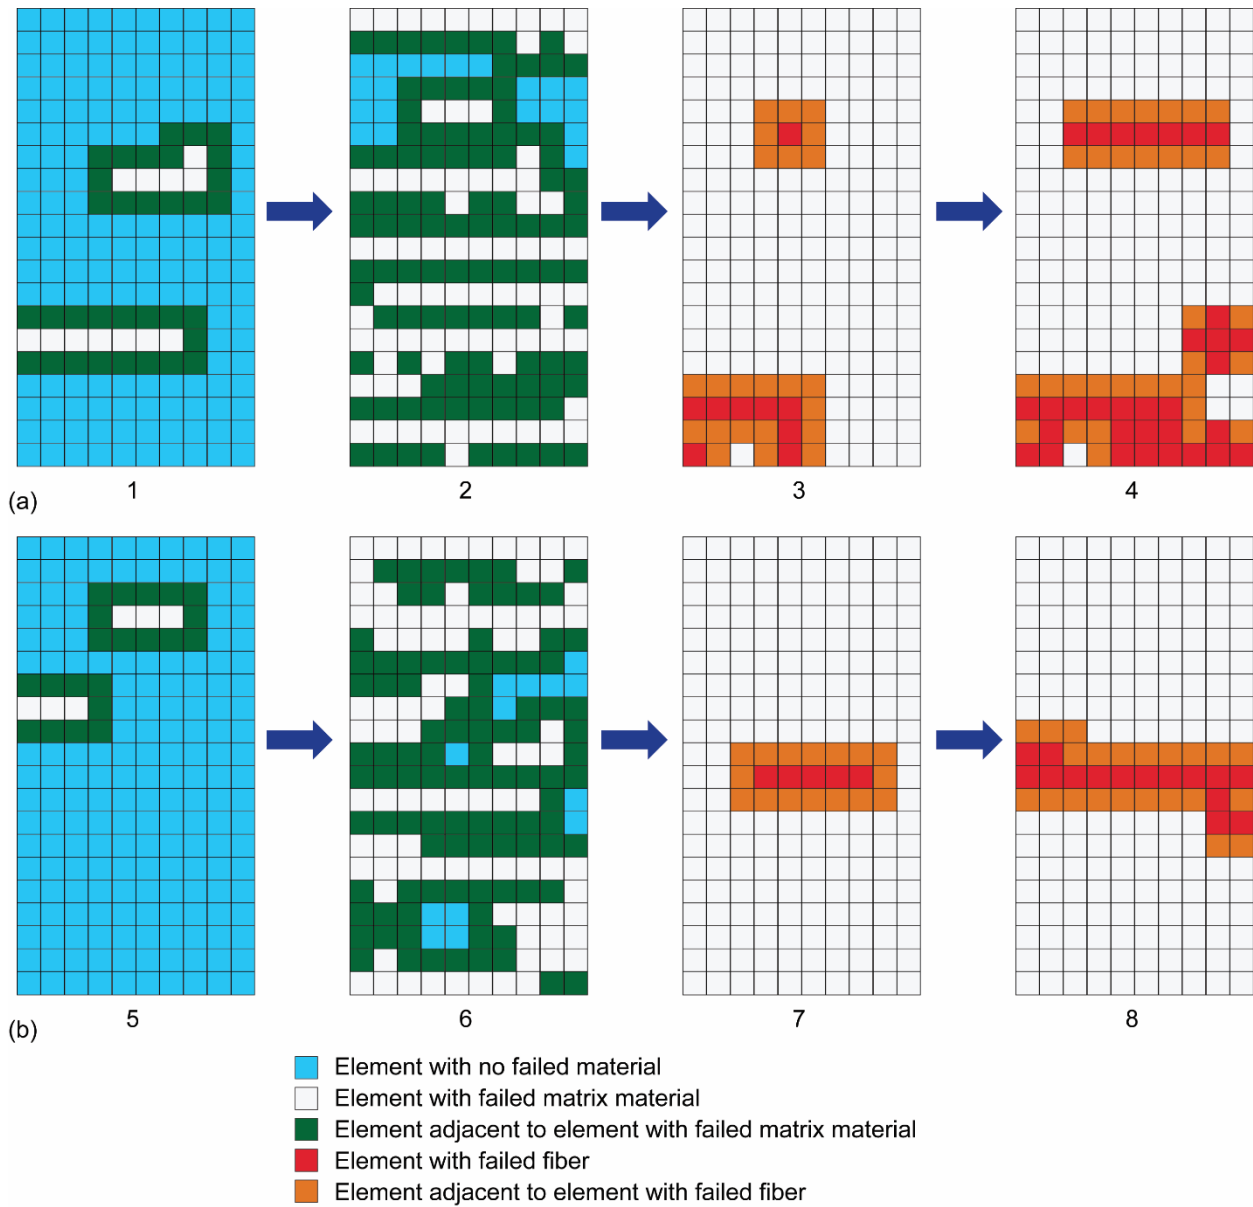 1 2 3 4
(a)
5 6 7 8
(b)
Element with no failed material
Element with failed matrix material
Element adjacent to element with failed matrix material
Element with failed fiber
Element adjacent to element with failed fiber